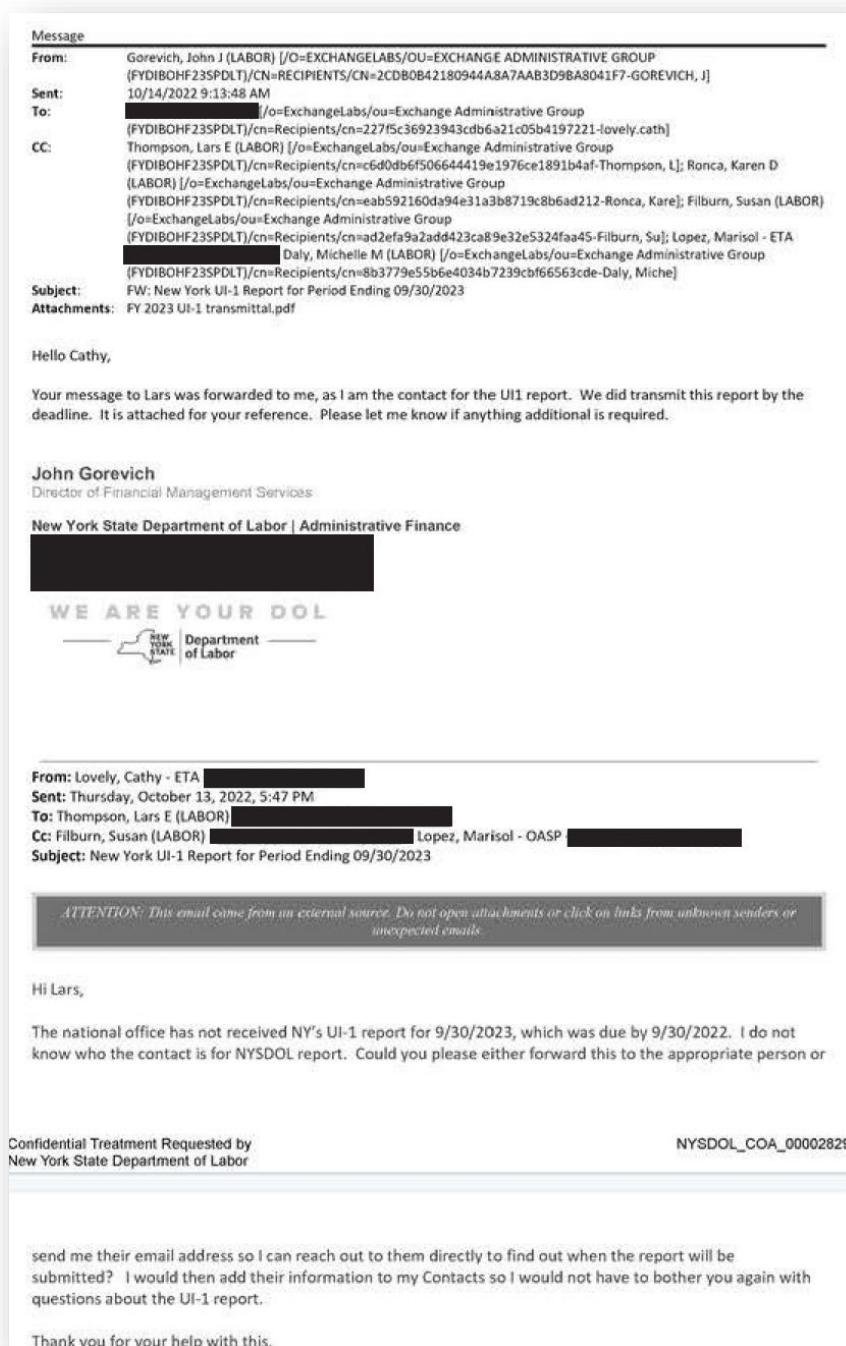 Message
From: Gorevich, John J (LABOR) [/O=EXCHANGELABS/OU=EXCHANGE ADMINISTRATIVE GROUP
(FYDIBOHF23SPDLT)/CN=RECIPIENTS/CN=2CDB0B42180944A8A7AAB3D9BA8041F7-GOREVICH, J]
Sent: 10/14/2022 9:13:48 AM
To: [/o=ExchangeLabs/ou=Exchange Administrative Group
(FYDIBOHF23SPDLT)/cn=Recipients/cn=227f5c36923943cdb6a21c05b4197221-lovely.cath]
CC: Thompson, Lars E (LABOR) [/o=ExchangeLabs/ou=Exchange Administrative Group
(FYDIBOHF23SPDLT)/cn=Recipients/cn=c6d0db6f506644419e1976ce1891b4af-Thompson, L]; Ronca, Karen D
(LABOR) [/o=ExchangeLabs/ou=Exchange Administrative Group
(FYDIBOHF23SPDLT)/cn=Recipients/cn=eab592160da94e31a3b8719c8b6ad212-Ronca, Kare]; Filburn, Susan (LABOR)
[/o=ExchangeLabs/ou=Exchange Administrative Group
(FYDIBOHF23SPDLT)/cn=Recipients/cn=ad2efa9a2add423ca89e32e5324faa45-Filburn, Su]; Lopez, Marisol - ETA
Daly, Michelle M (LABOR) [/o=ExchangeLabs/ou=Exchange Administrative Group
(FYDIBOHF23SPDLT)/cn=Recipients/cn=8b3779e55b6e4034b7239cbf66563cde-Daly, Miche]
Subject: FW: New York UI-1 Report for Period Ending 09/30/2023
Attachments: FY 2023 UI-1 transmittal.pdf
Hello Cathy,
Your message to Lars was forwarded to me, as I am the contact for the UI1 report. We did transmit this report by the
deadline. It is attached for your reference. Please let me know if anything additional is required.
John Gorevich
Director of Financial Management Services
New York State Department of Labor | Administrative Finance
WE ARE YOUR DOL
NEW YORK STATE Department of Labor
From: Lovely, Cathy - ETA
Sent: Thursday, October 13, 2022, 5:47 PM
To: Thompson, Lars E (LABOR)
Cc: Filburn, Susan (LABOR) Lopez, Marisol - OASP
Subject: New York UI-1 Report for Period Ending 09/30/2023
ATTENTION: This email came from an external source. Do not open attachments or click on links from unknown senders or
unexpected emails.
Hi Lars,
The national office has not received NY's UI-1 report for 9/30/2023, which was due by 9/30/2022. I do not
know who the contact is for NYSDOL report. Could you please either forward this to the appropriate person or
Confidential Treatment Requested by
New York State Department of Labor
NYSDOL_COA_00002829
send me their email address so I can reach out to them directly to find out when the report will be
submitted? I would then add their information to my Contacts so I would not have to bother you again with
questions about the UI-1 report.
Thank you for your help with this.